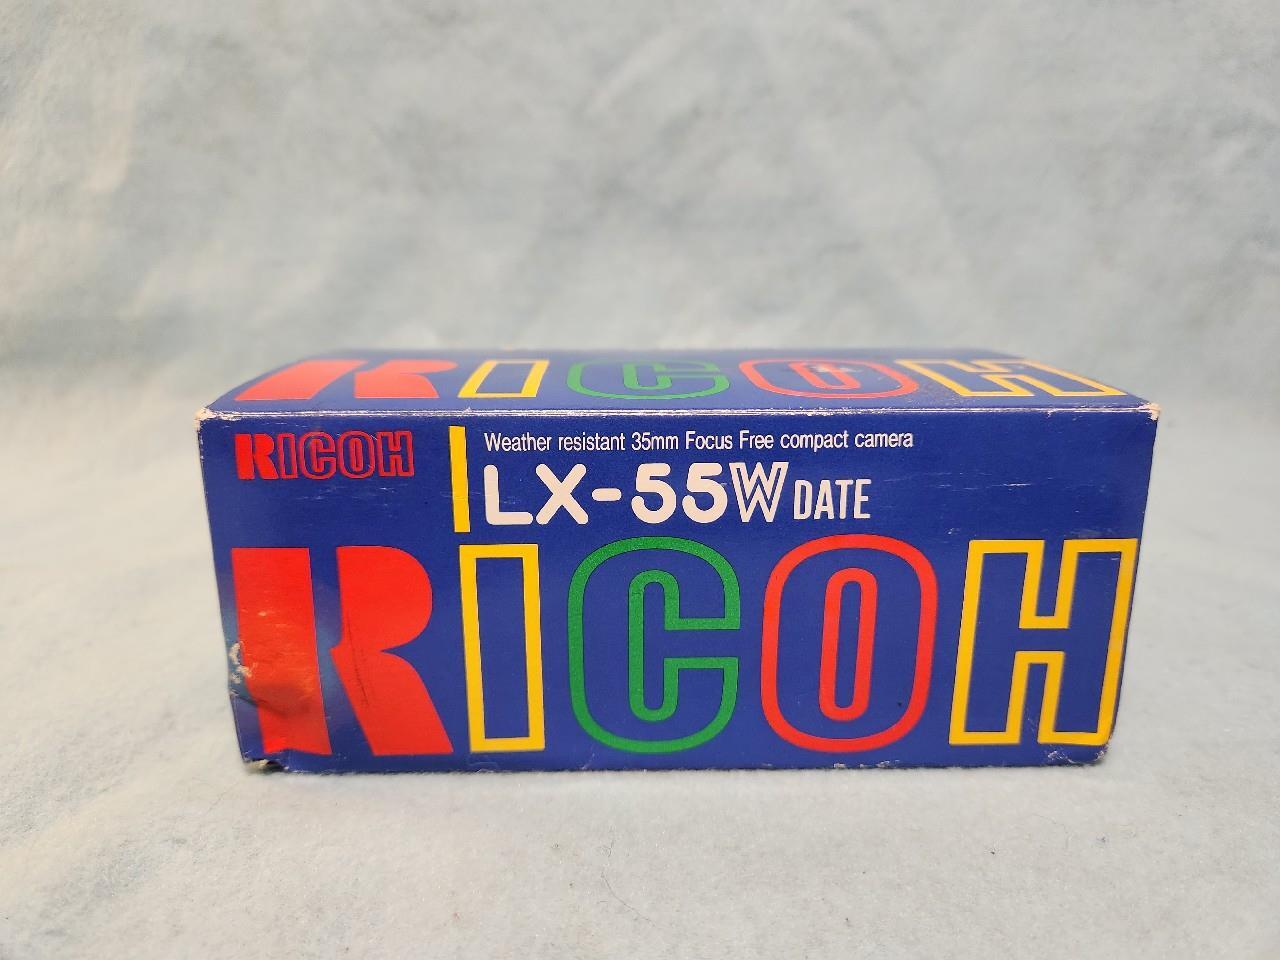 RICOH
RICOH
Weather resistant 35mm Focus Free compact camera
LX-55W DATE
RICOH